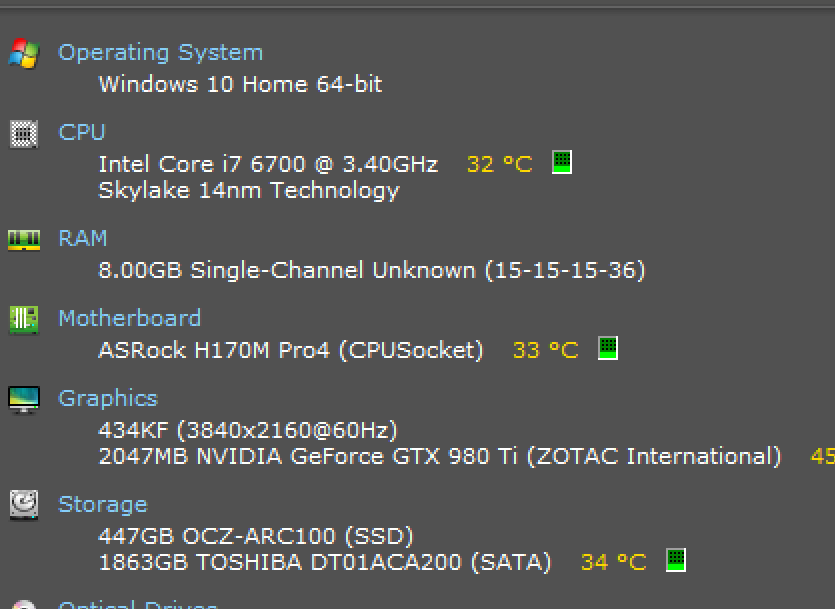 Operating System
Windows 10 Home 64-bit
CPU
Intel Core i7 6700 @ 3.40GHz 32 °C
Skylake 14nm Technology
RAM
8.00GB Single-Channel Unknown (15-15-15-36)
Motherboard
ASRock H170M Pro4 (CPUSocket) 33 °C
Graphics
434KF (3840x2160@60Hz)
2047MB NVIDIA GeForce GTX 980 Ti (ZOTAC International) 45
Storage
447GB OCZ-ARC100 (SSD)
1863GB TOSHIBA DT01ACA200 (SATA) 34 °C
Optical Drives